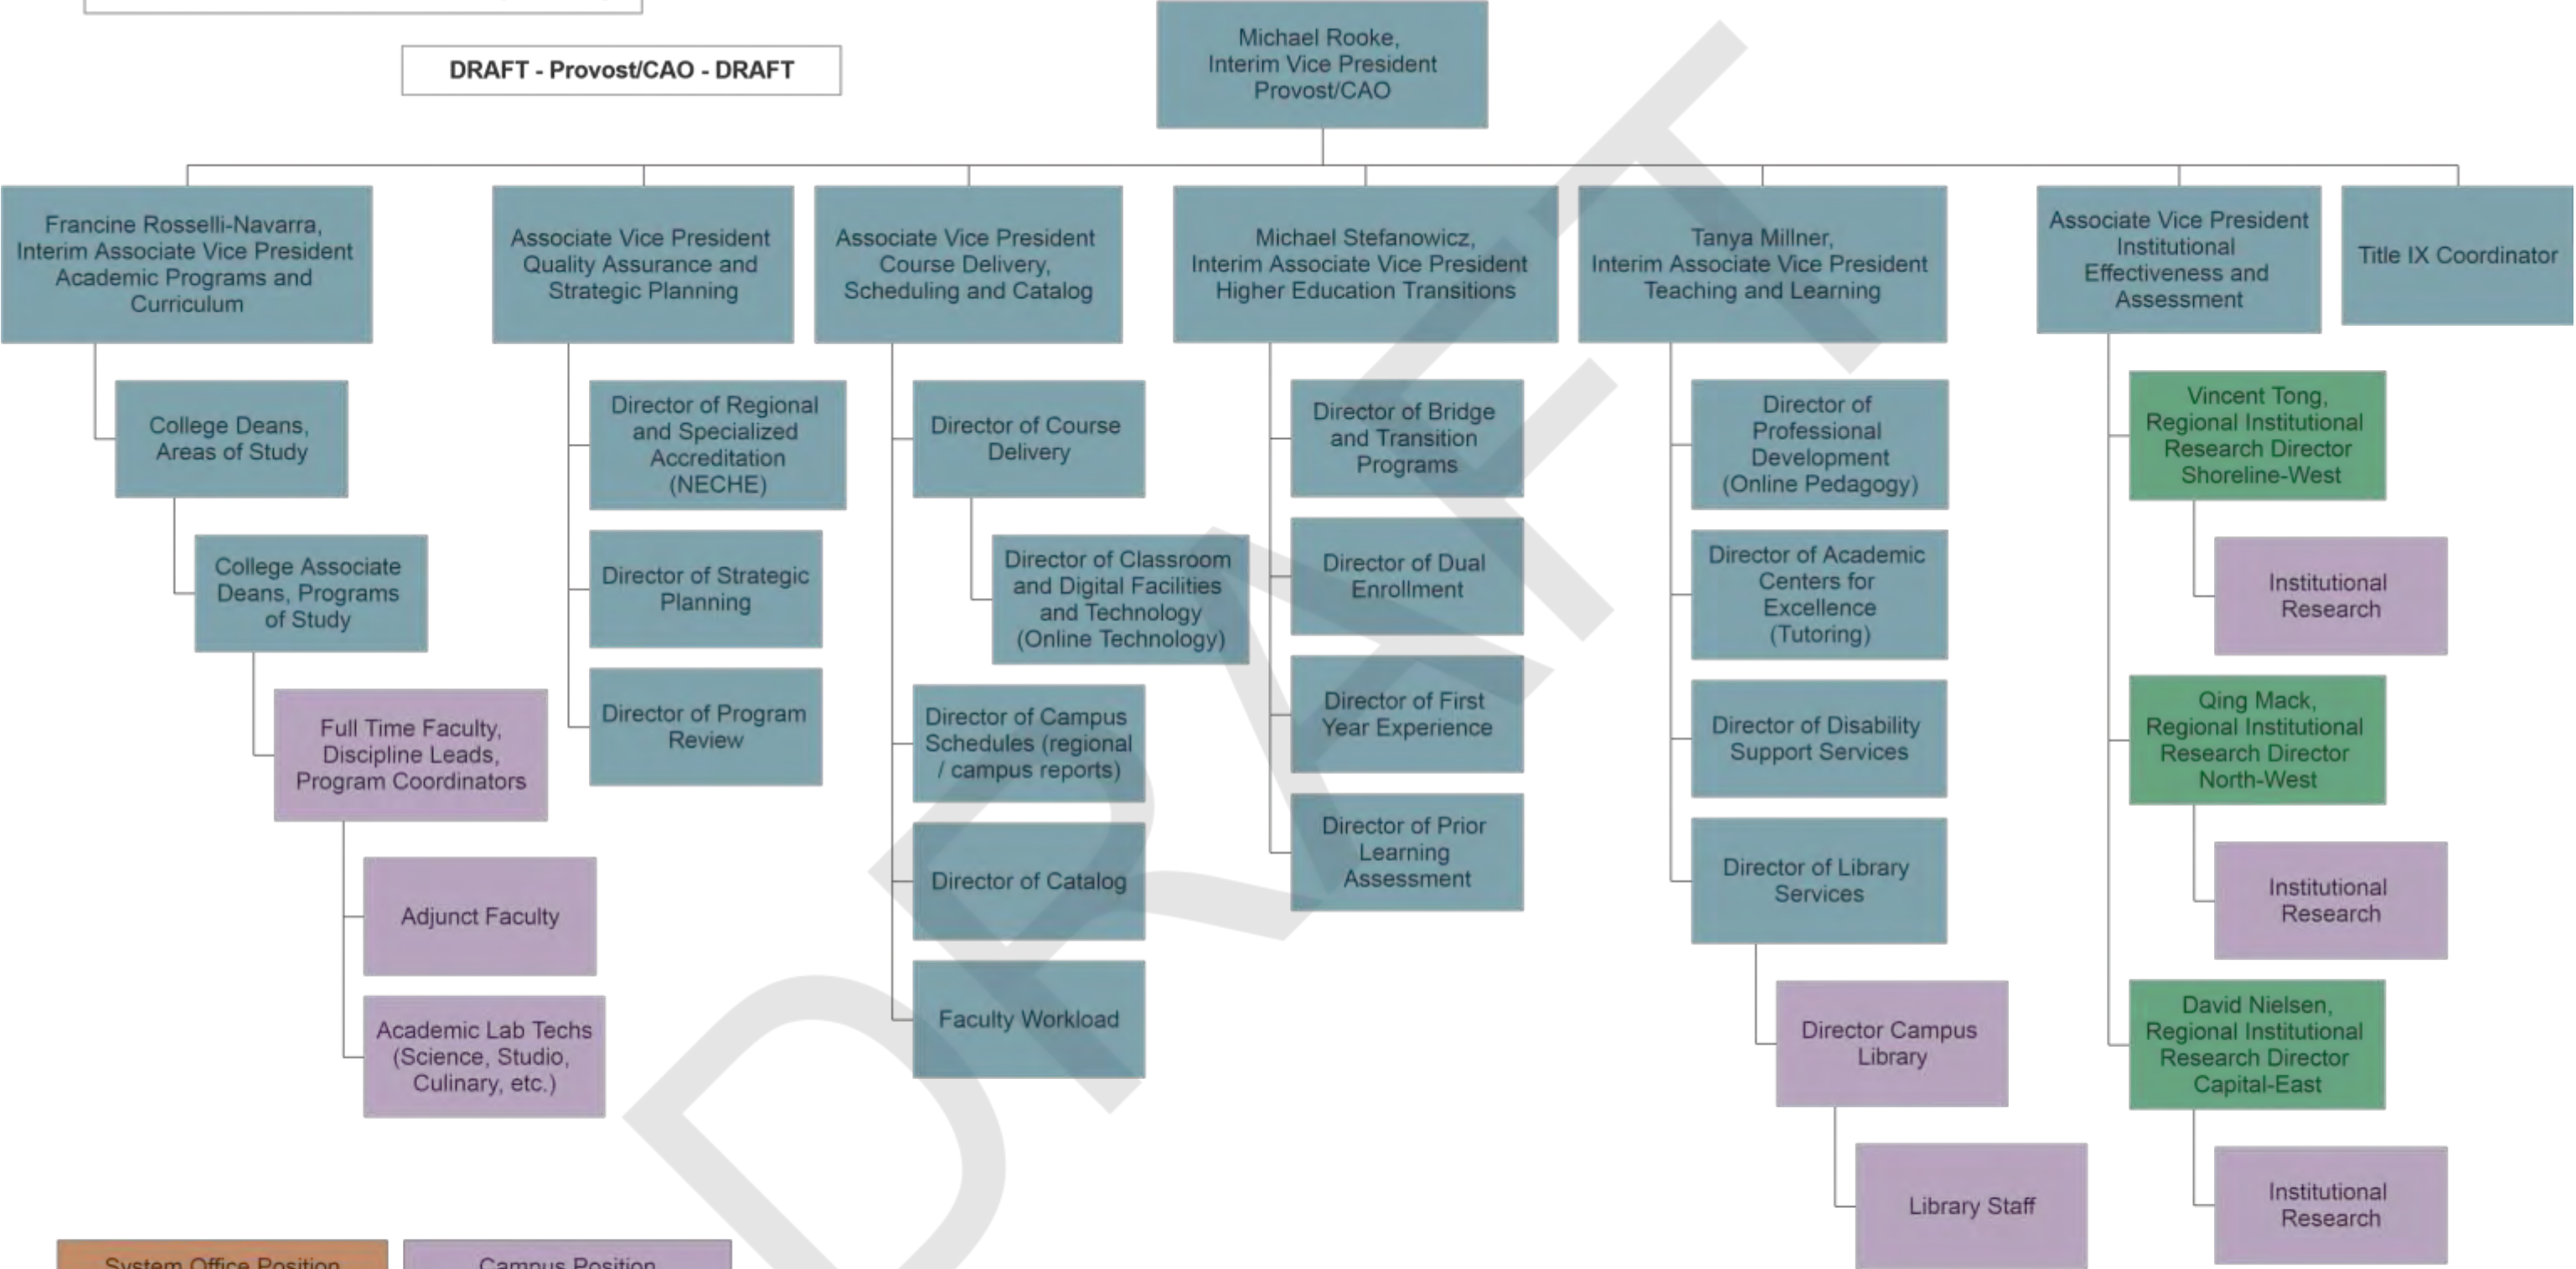 DRAFT - Provost/CAO - DRAFT
Michael Rooke,
Interim Vice President
Provost/CAO
Francine Rosselli-Navarra,
Interim Associate Vice President
Academic Programs and
Curriculum
College Deans,
Areas of Study
College Associate
Deans, Programs
of Study
Full Time Faculty,
Discipline Leads,
Program Coordinators
Adjunct Faculty
Academic Lab Techs
(Science, Studio,
Culinary, etc.)
Associate Vice President
Quality Assurance and
Strategic Planning
Director of Regional
and Specialized
Accreditation
(NECHE)
Director of Strategic
Planning
Director of Program
Review
Associate Vice President
Course Delivery,
Scheduling and Catalog
Director of Course
Delivery
Director of Classroom
and Digital Facilities
and Technology
(Online Technology)
Director of Campus
Schedules (regional
/ campus reports)
Director of Catalog
Faculty Workload
Michael Stefanowicz,
Interim Associate Vice President
Higher Education Transitions
Director of Bridge
and Transition
Programs
Director of Dual
Enrollment
Director of First
Year Experience
Director of Prior
Learning
Assessment
Tanya Millner,
Interim Associate Vice President
Teaching and Learning
Director of
Professional
Development
(Online Pedagogy)
Director of Academic
Centers for
Excellence
(Tutoring)
Director of Disability
Support Services
Director of Library
Services
Director Campus
Library
Library Staff
Associate Vice President
Institutional
Effectiveness and
Assessment
Vincent Tong,
Regional Institutional
Research Director
Shoreline-West
Institutional
Research
Qing Mack,
Regional Institutional
Research Director
North-West
Institutional
Research
David Nielsen,
Regional Institutional
Research Director
Capital-East
Institutional
Research
Title IX Coordinator
System Office Position
Campus Position
DRAFT